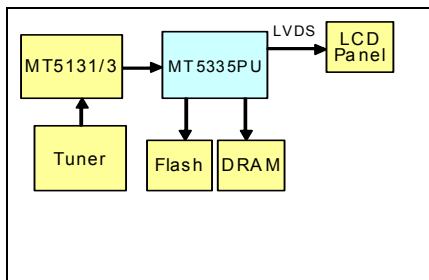 MT5131/3
MT5335PU
LVDS
LCD
Panel
Tuner
Flash
DRAM